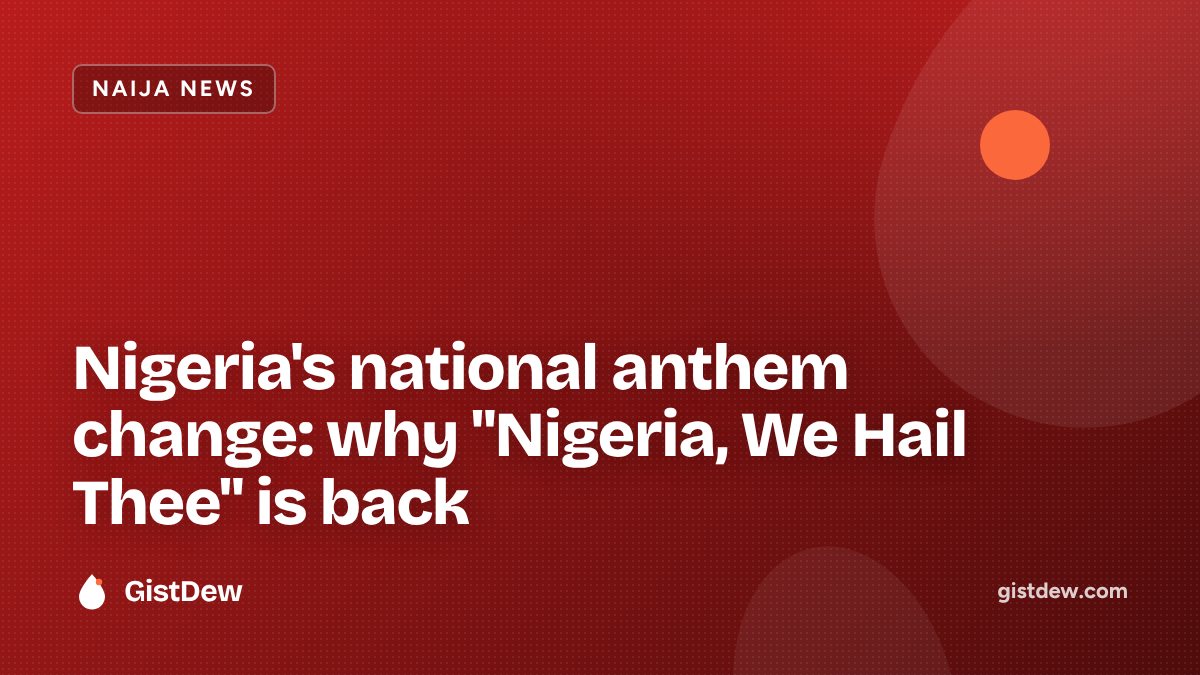 NAIJA NEWS
Nigeria's national anthem
change: why "Nigeria, We Hail
Thee" is back
GistDew
gistdew.com